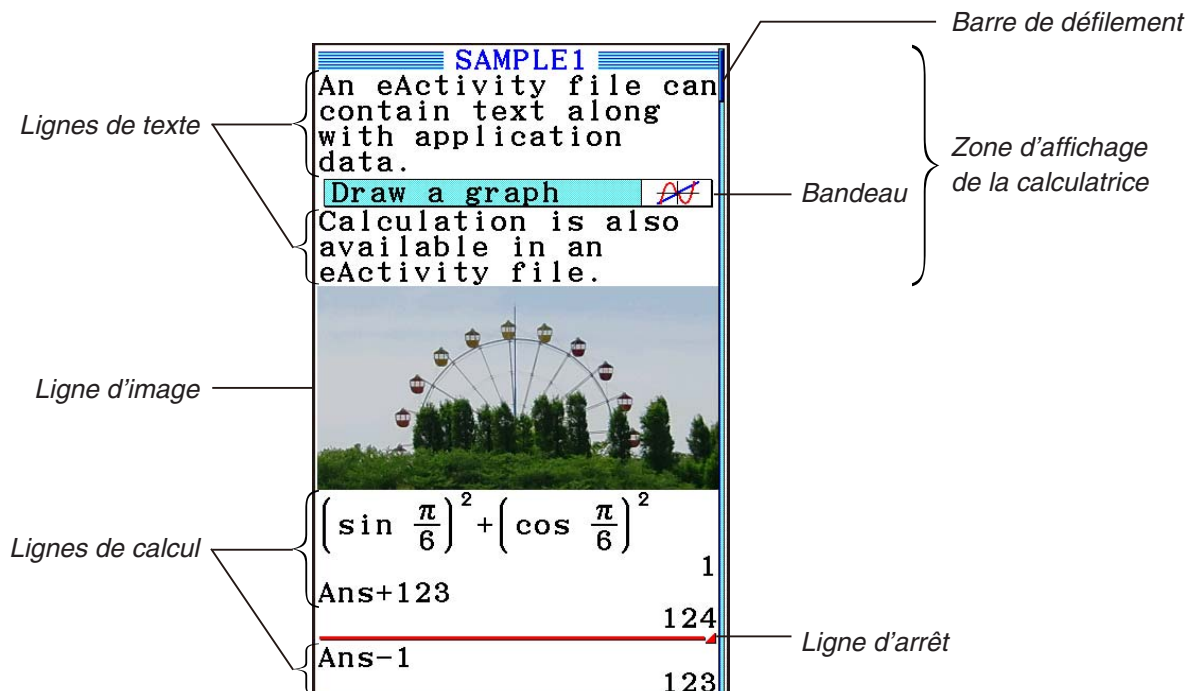 Barre de défilement
SAMPLE1
An eActivity file can
contain text along
with application
data.
Lignes de texte
Zone d'affichage
de la calculatrice
Draw a graph
Bandeau
Calculation is also
available in an
eActivity file.
Ligne d'image
(sin π/6)²+(cos π/6)²
Lignes de calcul
1
Ans+123
124
Ligne d'arrêt
Ans−1
123